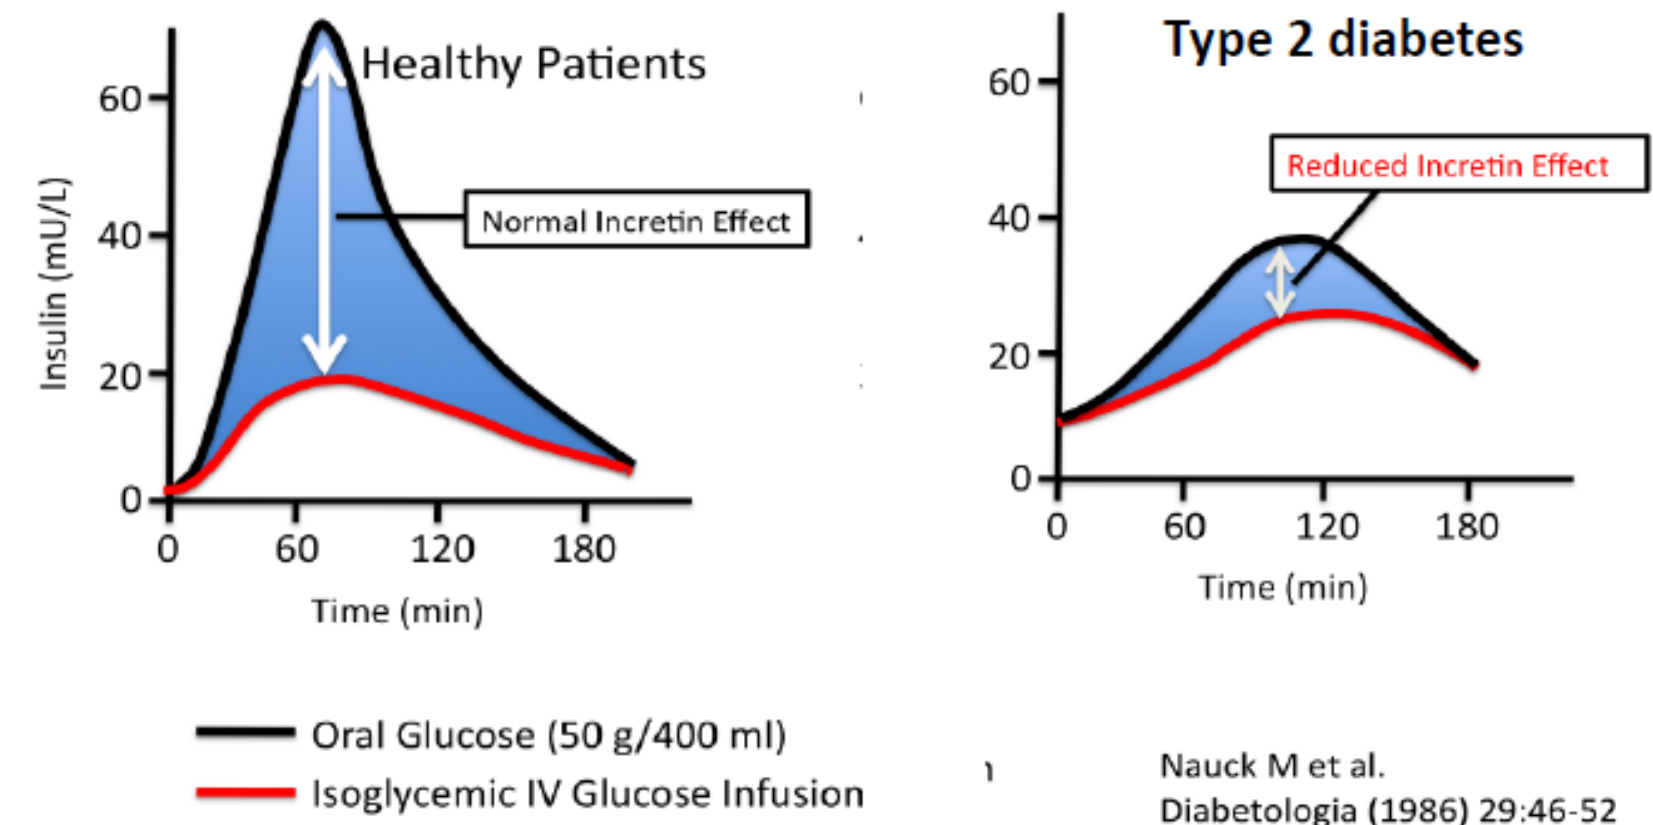 Healthy Patients
60
40
20
0
Insulin (mU/L)
Normal Incretin Effect
0 60 120 180
Time (min)
Type 2 diabetes
60
40
20
0
Reduced Incretin Effect
0 60 120 180
Time (min)
Oral Glucose (50 g/400 ml)
Isoglycemic IV Glucose Infusion
Nauck M et al.
Diabetologia (1986) 29:46-52